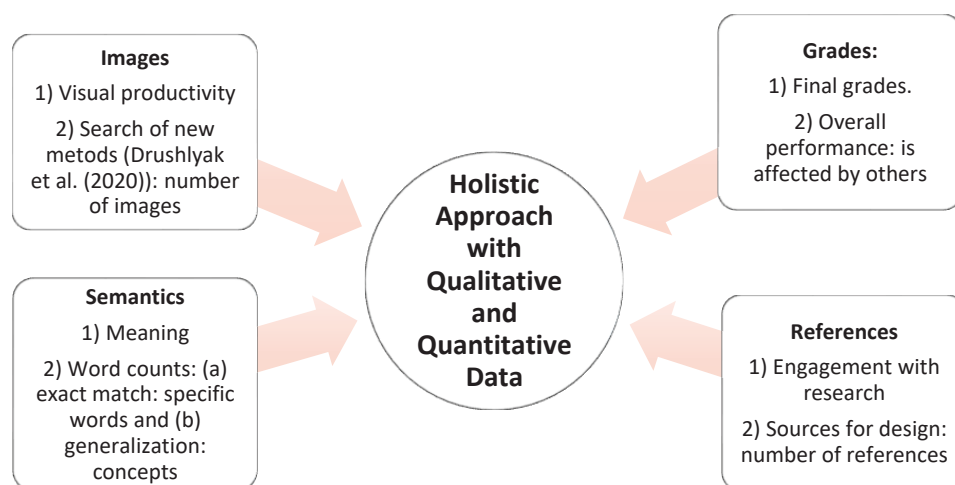 Images
1) Visual productivity
2) Search of new
metods (Drushlyak
et al. (2020)): number
of images
Grades:
1) Final grades.
2) Overall
performance: is
affected by others
Holistic
Approach
with
Qualitative
and
Quantitative
Data
Semantics
1) Meaning
2) Word counts: (a)
exact match: specific
words and (b)
generalization:
concepts
References
1) Engagement with
research
2) Sources for design:
number of references